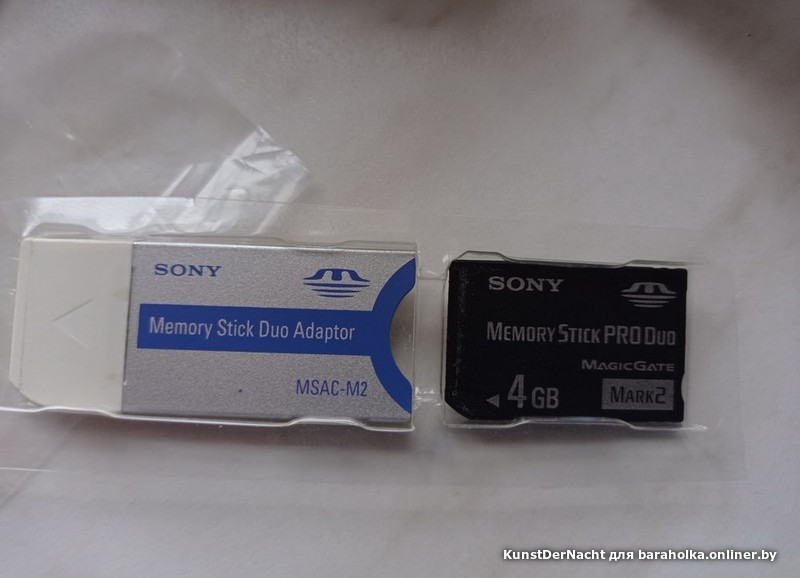 SONY
Memory Stick Duo Adaptor
MSAC-M2
SONY
MEMORY STICK PRO DUO
MAGICGATE
4 GB
MARK2
KunstDerNacht для baraholka.onliner.by